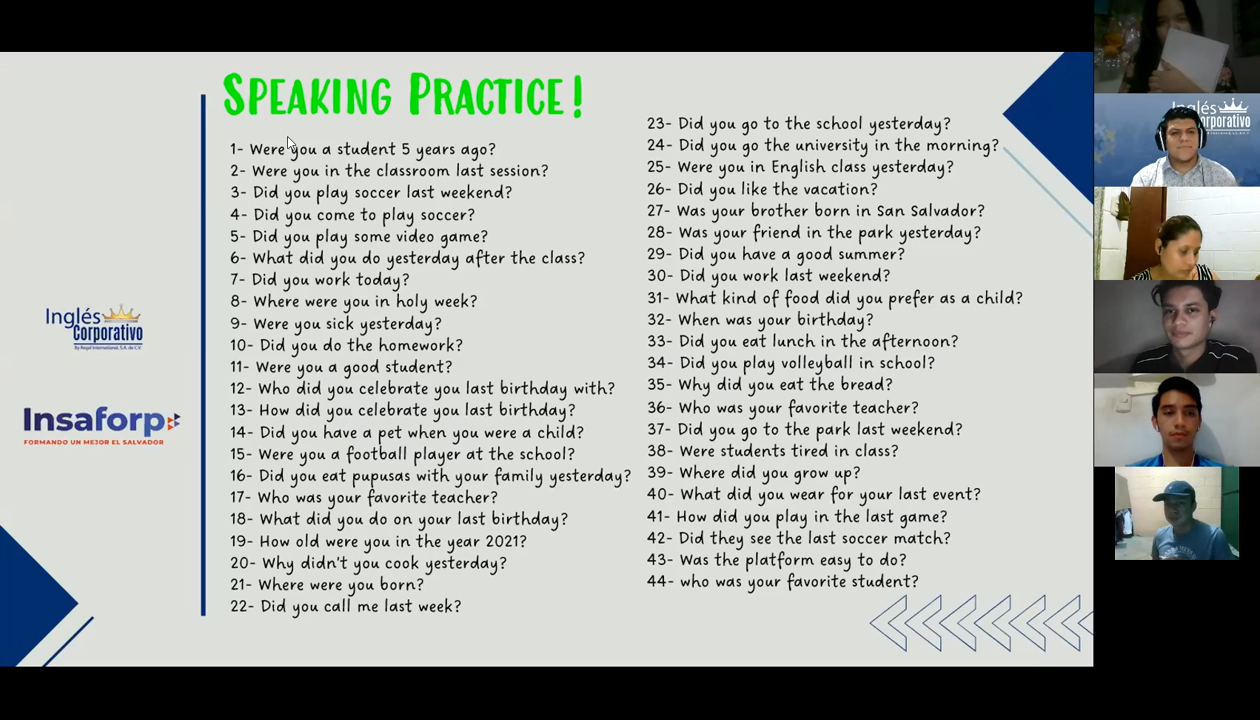 SPEAKING PRACTICE!
1- Were you a student 5 years ago?
2- Were you in the classroom last session?
3- Did you play soccer last weekend?
4- Did you come to play soccer?
5- Did you play some video game?
6- What did you do yesterday after the class?
7- Did you work today?
8- Where were you in holy week?
9- Were you sick yesterday?
10- Did you do the homework?
11- Were you a good student?
12- Who did you celebrate you last birthday with?
13- How did you celebrate you last birthday?
14- Did you have a pet when you were a child?
15- Were you a football player at the school?
16- Did you eat pupusas with your family yesterday?
17- Who was your favorite teacher?
18- What did you do on your last birthday?
19- How old were you in the year 2021?
20- Why didn't you cook yesterday?
21- Where were you born?
22- Did you call me last week?
23- Did you go to the school yesterday?
24- Did you go the university in the morning?
25- Were you in English class yesterday?
26- Did you like the vacation?
27- Was your brother born in San Salvador?
28- Was your friend in the park yesterday?
29- Did you have a good summer?
30- Did you work last weekend?
31- What kind of food did you prefer as a child?
32- When was your birthday?
33- Did you eat lunch in the afternoon?
34- Did you play volleyball in school?
35- Why did you eat the bread?
36- Who was your favorite teacher?
37- Did you go to the park last weekend?
38- Were students tired in class?
39- Where did you grow up?
40- What did you wear for your last event?
41- How did you play in the last game?
42- Did they see the last soccer match?
43- Was the platform easy to do?
44- who was your favorite student?
Inglés
Corporativo
By Regal International, S.A. de C.V.
Insaforp
FORMANDO UN MEJOR EL SALVADOR
Inglés
Corporativo